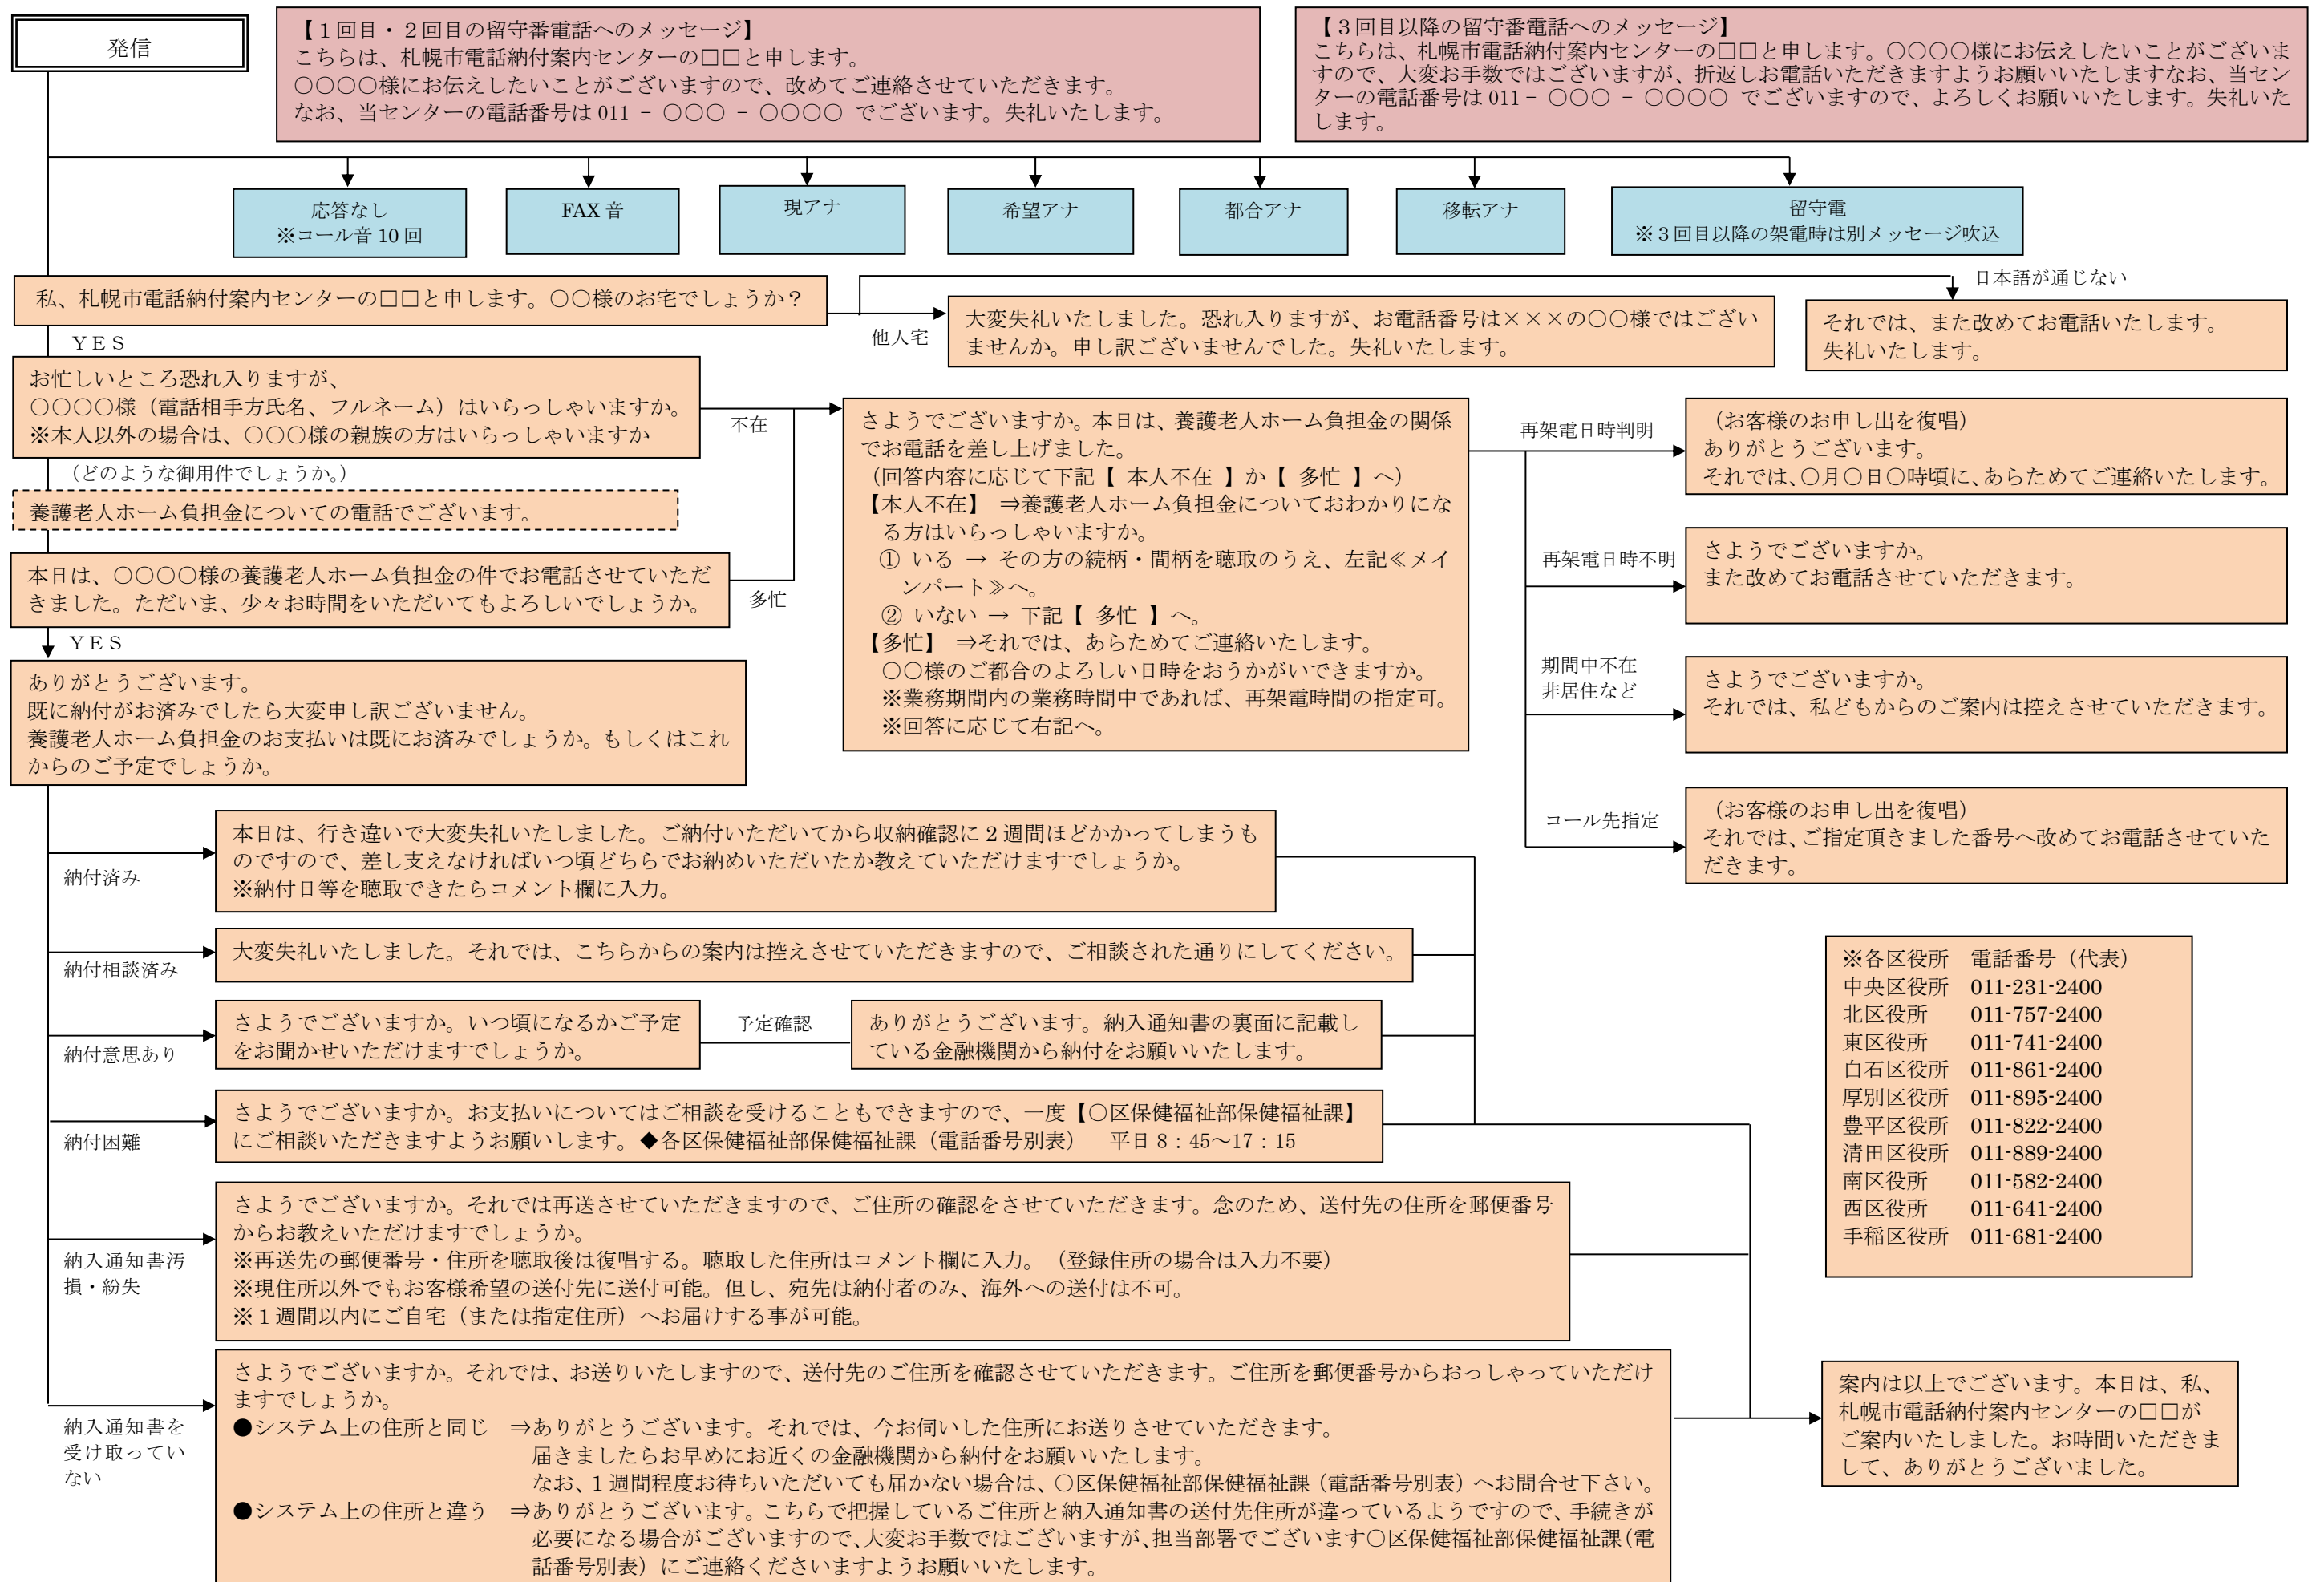 発信
【１回目・２回目の留守番電話へのメッセージ】
こちらは、札幌市電話納付案内センターの□□と申します。
○○○○様にお伝えしたいことがございますので、改めてご連絡させていただきます。
なお、当センターの電話番号は 011 － ○○○ － ○○○○ でございます。失礼いたします。
【３回目以降の留守番電話へのメッセージ】
こちらは、札幌市電話納付案内センターの□□と申します。○○○○様にお伝えしたいことがございま
すので、大変お手数ではございますが、折返しお電話いただきますようお願いいたしますなお、当セン
ターの電話番号は 011－ ○○○ － ○○○○ でございますので、よろしくお願いいたします。失礼いた
します。
応答なし
※コール音 10 回
FAX 音
現アナ
希望アナ
都合アナ
移転アナ
留守電
※３回目以降の架電時は別メッセージ吹込
私、札幌市電話納付案内センターの□□と申します。○○様のお宅でしょうか？
他人宅
大変失礼いたしました。恐れ入りますが、お電話番号は×××の○○様ではござい
ませんか。申し訳ございませんでした。失礼いたします。
日本語が通じない
それでは、また改めてお電話いたします。
失礼いたします。
ＹＥＳ
お忙しいところ恐れ入りますが、
○○○○様（電話相手方氏名、フルネーム）はいらっしゃいますか。
※本人以外の場合は、○○○様の親族の方はいらっしゃいますか
不在
（どのような御用件でしょうか。）
養護老人ホーム負担金についての電話でございます。
本日は、○○○○様の養護老人ホーム負担金の件でお電話させていただ
きました。ただいま、少々お時間をいただいてもよろしいでしょうか。
多忙
ＹＥＳ
さようでございますか。本日は、養護老人ホーム負担金の関係
でお電話を差し上げました。
（回答内容に応じて下記【 本人不在 】か【 多忙 】へ）
【本人不在】 ⇒養護老人ホーム負担金についておわかりにな
る方はいらっしゃいますか。
① いる → その方の続柄・間柄を聴取のうえ、左記≪メイ
ンパート≫へ。
② いない → 下記【 多忙 】へ。
【多忙】 ⇒それでは、あらためてご連絡いたします。
○○様のご都合のよろしい日時をおうかがいできますか。
※業務期間内の業務時間中であれば、再架電時間の指定可。
※回答に応じて右記へ。
再架電日時判明
（お客様のお申し出を復唱）
ありがとうございます。
それでは、○月○日○時頃に、あらためてご連絡いたします。
再架電日時不明
さようでございますか。
また改めてお電話させていただきます。
期間中不在
非居住など
さようでございますか。
それでは、私どもからのご案内は控えさせていただきます。
コール先指定
（お客様のお申し出を復唱）
それでは、ご指定頂きました番号へ改めてお電話させていた
だきます。
ありがとうございます。
既に納付がお済みでしたら大変申し訳ございません。
養護老人ホーム負担金のお支払いは既にお済みでしょうか。もしくはこれ
からのご予定でしょうか。
納付済み
本日は、行き違いで大変失礼いたしました。ご納付いただいてから収納確認に 2 週間ほどかかってしまうも
のですので、差し支えなければいつ頃どちらでお納めいただいたか教えていただけますでしょうか。
※納付日等を聴取できたらコメント欄に入力。
納付相談済み
大変失礼いたしました。それでは、こちらからの案内は控えさせていただきますので、ご相談された通りにしてください。
納付意思あり
さようでございますか。いつ頃になるかご予定
をお聞かせいただけますでしょうか。
予定確認
ありがとうございます。納入通知書の裏面に記載し
ている金融機関から納付をお願いいたします。
納付困難
さようでございますか。お支払いについてはご相談を受けることもできますので、一度【○区保健福祉部保健福祉課】
にご相談いただきますようお願いします。◆各区保健福祉部保健福祉課（電話番号別表） 平日 8：45～17：15
納入通知書汚
損・紛失
さようでございますか。それでは再送させていただきますので、ご住所の確認をさせていただきます。念のため、送付先の住所を郵便番号
からお教えいただけますでしょうか。
※再送先の郵便番号・住所を聴取後は復唱する。聴取した住所はコメント欄に入力。（登録住所の場合は入力不要）
※現住所以外でもお客様希望の送付先に送付可能。但し、宛先は納付者のみ、海外への送付は不可。
※１週間以内にご自宅（または指定住所）へお届けする事が可能。
納入通知書を
受け取ってい
ない
さようでございますか。それでは、お送りいたしますので、送付先のご住所を確認させていただきます。ご住所を郵便番号からおっしゃっていただけ
ますでしょうか。
●システム上の住所と同じ ⇒ありがとうございます。それでは、今お伺いした住所にお送りさせていただきます。
届きましたらお早めにお近くの金融機関から納付をお願いいたします。
なお、１週間程度お待ちいただいても届かない場合は、○区保健福祉部保健福祉課（電話番号別表）へお問合せ下さい。
●システム上の住所と違う ⇒ありがとうございます。こちらで把握しているご住所と納入通知書の送付先住所が違っているようですので、手続きが
必要になる場合がございますので、大変お手数ではございますが、担当部署でございます○区保健福祉部保健福祉課（電
話番号別表）にご連絡くださいますようお願いいたします。
※各区役所 電話番号（代表）
中央区役所 011-231-2400
北区役所 011-757-2400
東区役所 011-741-2400
白石区役所 011-861-2400
厚別区役所 011-895-2400
豊平区役所 011-822-2400
清田区役所 011-889-2400
南区役所 011-582-2400
西区役所 011-641-2400
手稲区役所 011-681-2400
案内は以上でございます。本日は、私、
札幌市電話納付案内センターの□□が
ご案内いたしました。お時間いただきま
して、ありがとうございました。